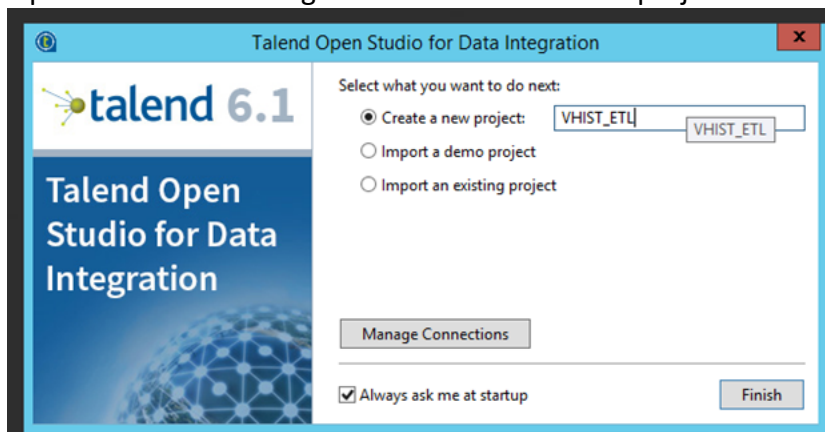 Talend Open Studio for Data Integration
x
talend 6.1
Talend Open
Studio for Data
Integration
Select what you want to do next:
Create a new project:
VHIST_ETL
VHIST_ETL
Import a demo project
Import an existing project
Manage Connections
Always ask me at startup
Finish